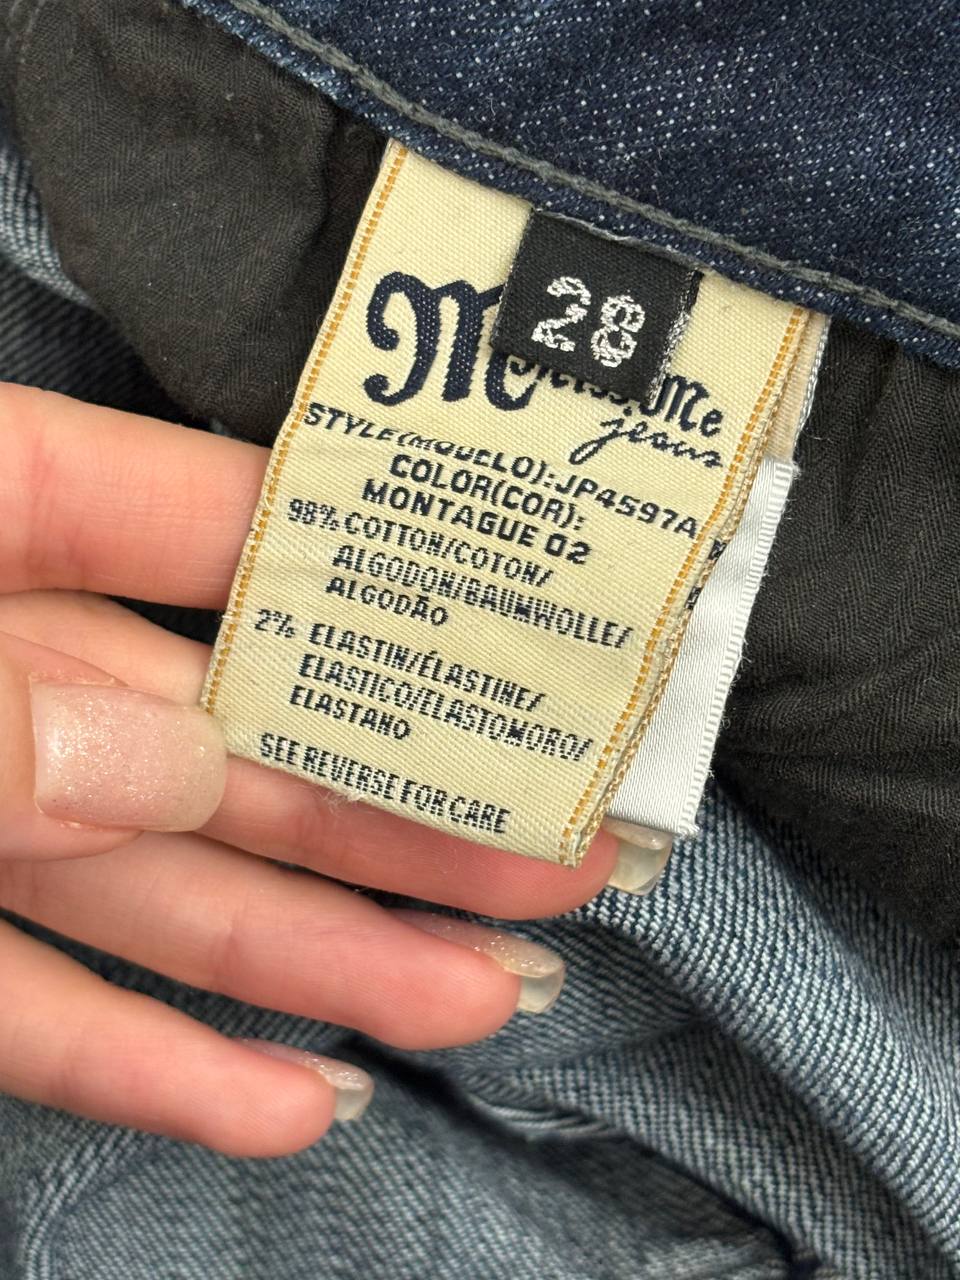 28
jeans
STYLE(MODELO):JP4597A
COLOR(COR):
MONTAGUE 02
98% COTTON/COTON/
ALGODON/BAUMWOLLE/
ALGODÃO
2% ELASTIN/ÉLASTINE/
ELASTICO/ELASTOMORO/
ELASTANO
SEE REVERSE FOR CARE